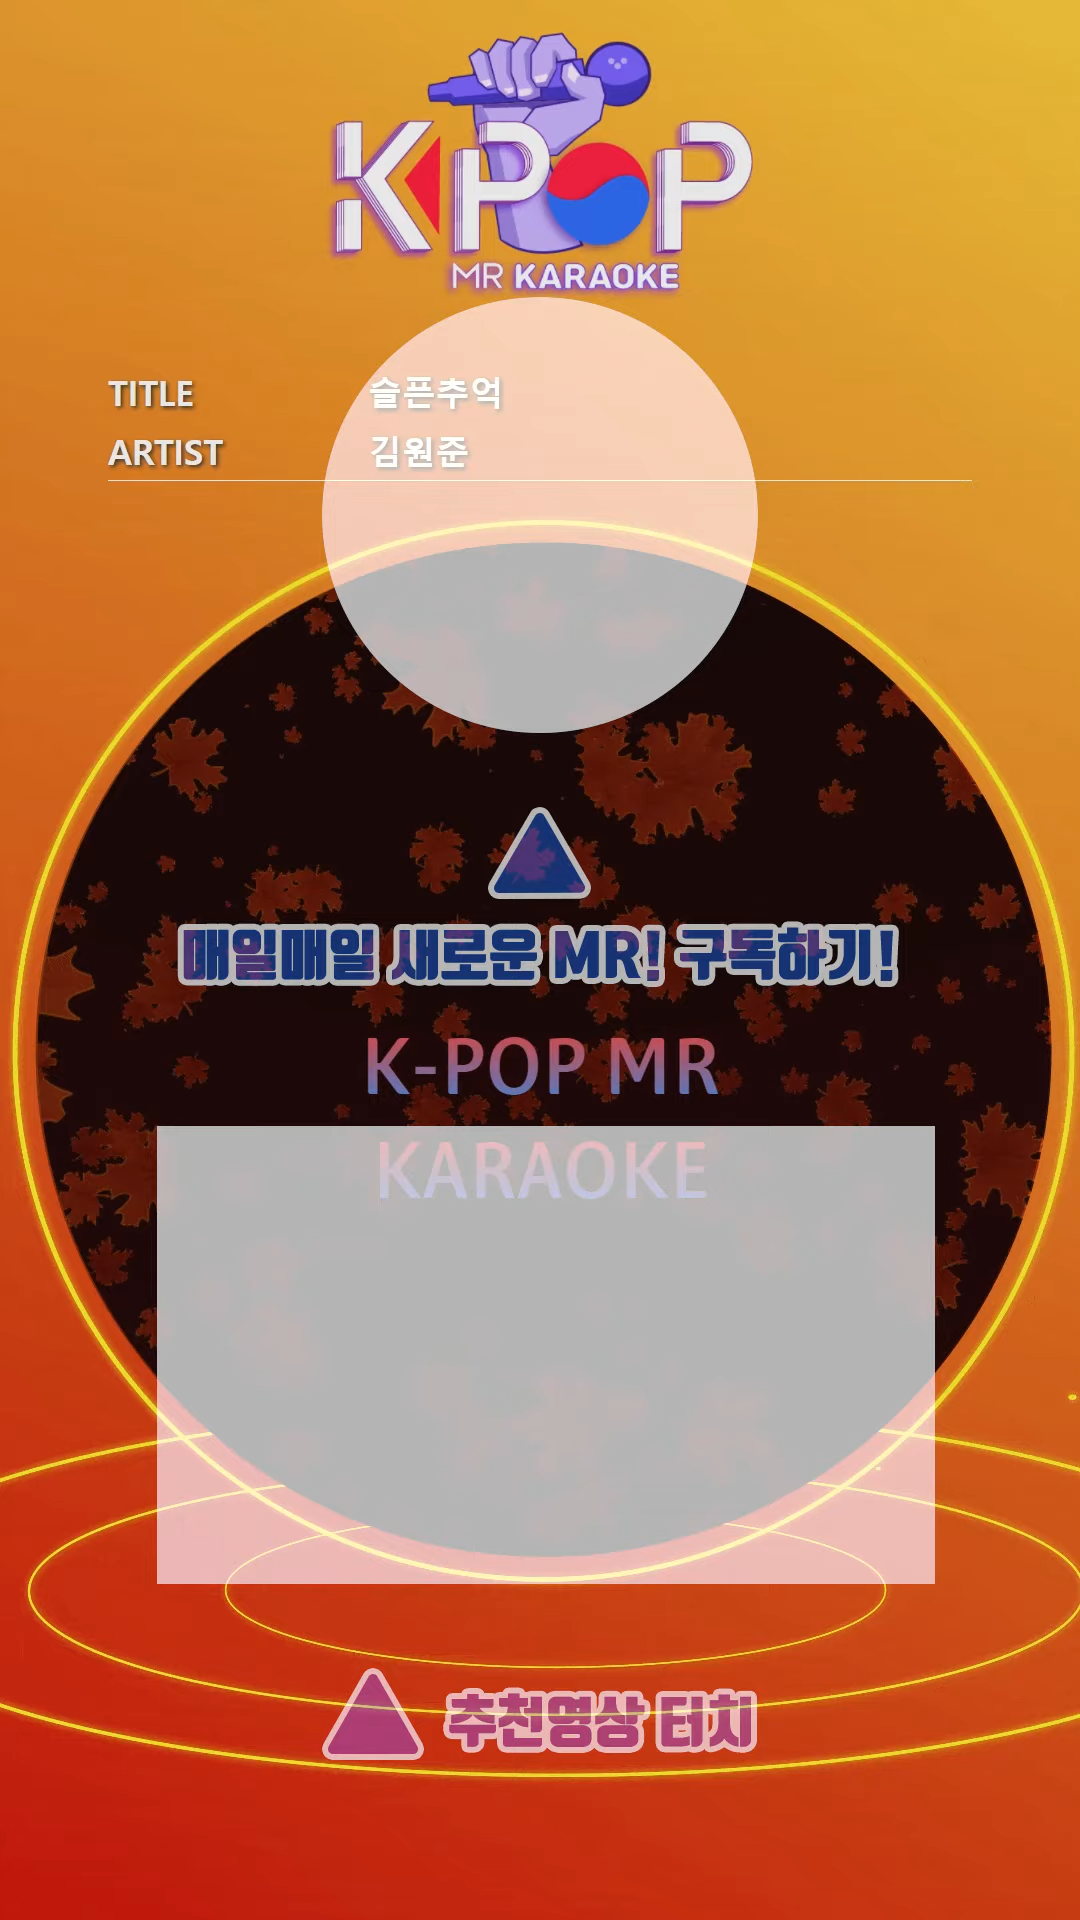 KPOP
MR KARAOKE
TITLE 슬픈추억
ARTIST 김원준
매일매일 새로운 MR! 구독하기!
K-POP MR
KARAOKE
추천영상 터치